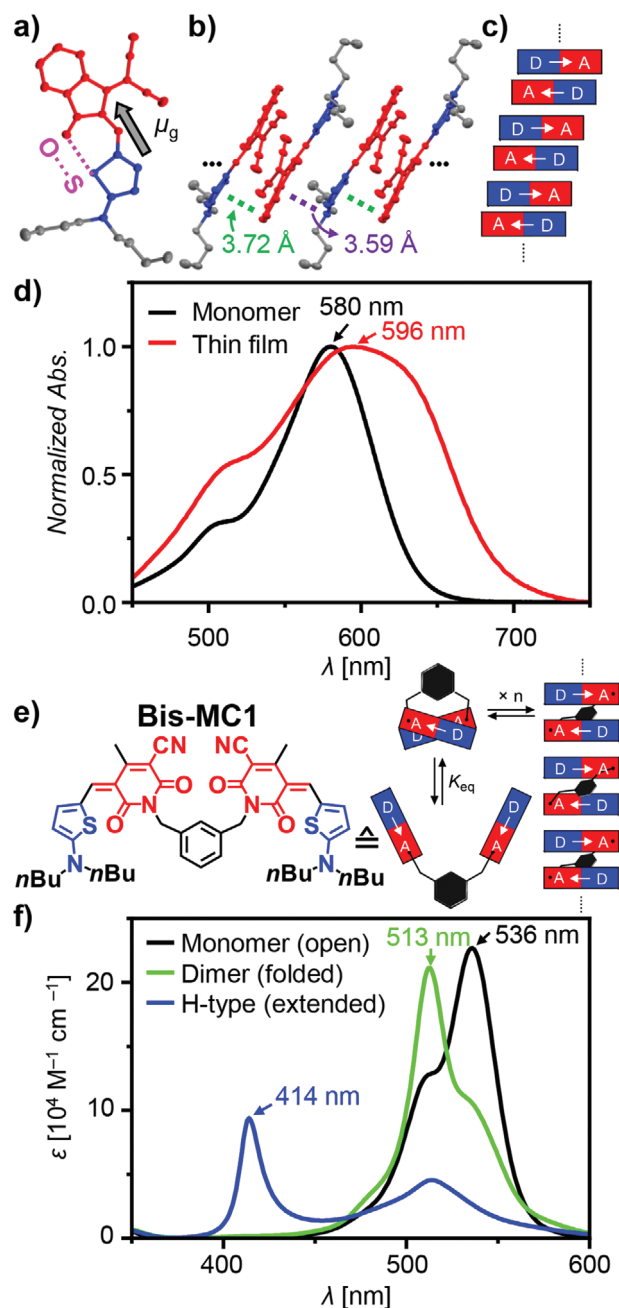 a)
b)
c)
μg
O
S
...
...
3.72 Å
3.59 Å
D → A
A ← D
D → A
A ← D
D → A
A ← D
d)
Monomer
Thin film
580 nm
596 nm
Normalized Abs.
1.0
0.5
0.0
500
600
700
λ [nm]
e)
Bis-MC1
CN
NC
O
N
O
O
N
O
S
S
N
nBu
nBu
N
nBu
nBu
≙
A
D
A ← D
Keq
× n
D
A
D
A
D → A
A ← D
D → A
A ← D
D → A
A ← D
f)
Monomer (open)
Dimer (folded)
H-type (extended)
513 nm
536 nm
414 nm
ε [10⁴ M⁻¹ cm⁻¹]
20
10
0
400
500
600
λ [nm]